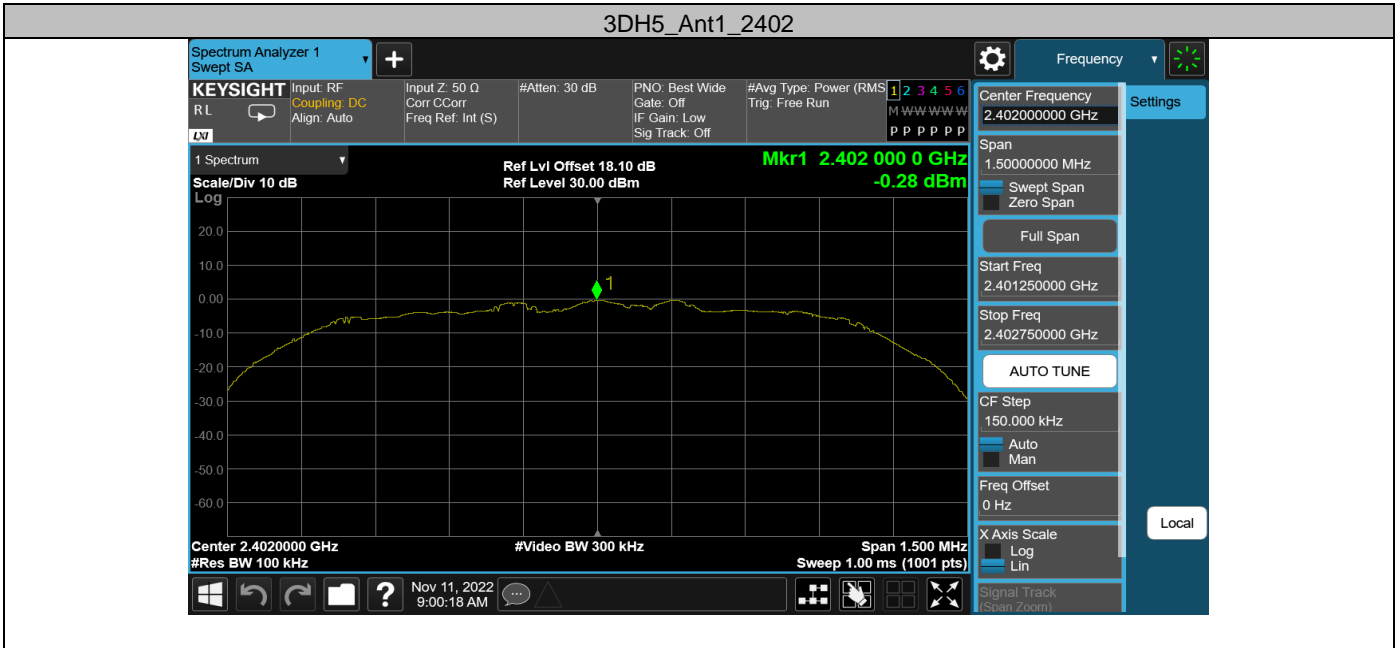 3DH5_Ant1_2402
Spectrum Analyzer 1
Swept SA
Frequency
KEYSIGHT
R L
LXI
Input: RF
Coupling: DC
Align: Auto
Input Z: 50 Ω
Corr CCorr
Freq Ref: Int (S)
#Atten: 30 dB
PNO: Best Wide
Gate: Off
IF Gain: Low
Sig Track: Off
#Avg Type: Power (RMS
Trig: Free Run
1 2 3 4 5 6
M W W W W W
P P P P P P
1 Spectrum
Scale/Div 10 dB
Ref Lvl Offset 18.10 dB
Ref Level 30.00 dBm
Mkr1 2.402 000 0 GHz
-0.28 dBm
Log
20.0
10.0
0.00
-10.0
-20.0
-30.0
-40.0
-50.0
-60.0
1
Center 2.4020000 GHz
#Res BW 100 kHz
#Video BW 300 kHz
Span 1.500 MHz
Sweep 1.00 ms (1001 pts)
?
Nov 11, 2022
9:00:18 AM
Center Frequency
2.402000000 GHz
Span
1.50000000 MHz
Swept Span
Zero Span
Full Span
Start Freq
2.401250000 GHz
Stop Freq
2.402750000 GHz
AUTO TUNE
CF Step
150.000 kHz
Auto
Man
Freq Offset
0 Hz
X Axis Scale
Log
Lin
Signal Track
(Span Zoom)
Settings
Local